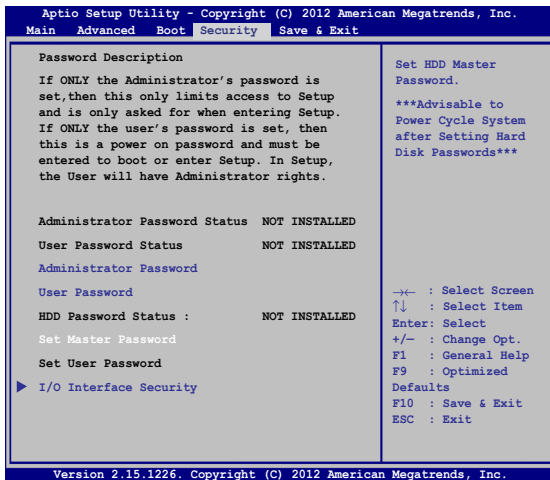 Aptio Setup Utility - Copyright (C) 2012 American Megatrends, Inc.
Main Advanced Boot Security Save & Exit
Password Description
If ONLY the Administrator's password is
set,then this only limits access to Setup
and is only asked for when entering Setup.
If ONLY the user's password is set, then
this is a power on password and must be
entered to boot or enter Setup. In Setup,
the User will have Administrator rights.
Administrator Password Status NOT INSTALLED
User Password Status NOT INSTALLED
Administrator Password
User Password
HDD Password Status : NOT INSTALLED
Set Master Password
Set User Password
I/O Interface Security
Set HDD Master
Password.
***Advisable to
Power Cycle System
after Setting Hard
Disk Passwords***
→← : Select Screen
↑↓ : Select Item
Enter: Select
+/— : Change Opt.
F1 : General Help
F9 : Optimized
Defaults
F10 : Save & Exit
ESC : Exit
Version 2.15.1226. Copyright (C) 2012 American Megatrends, Inc.